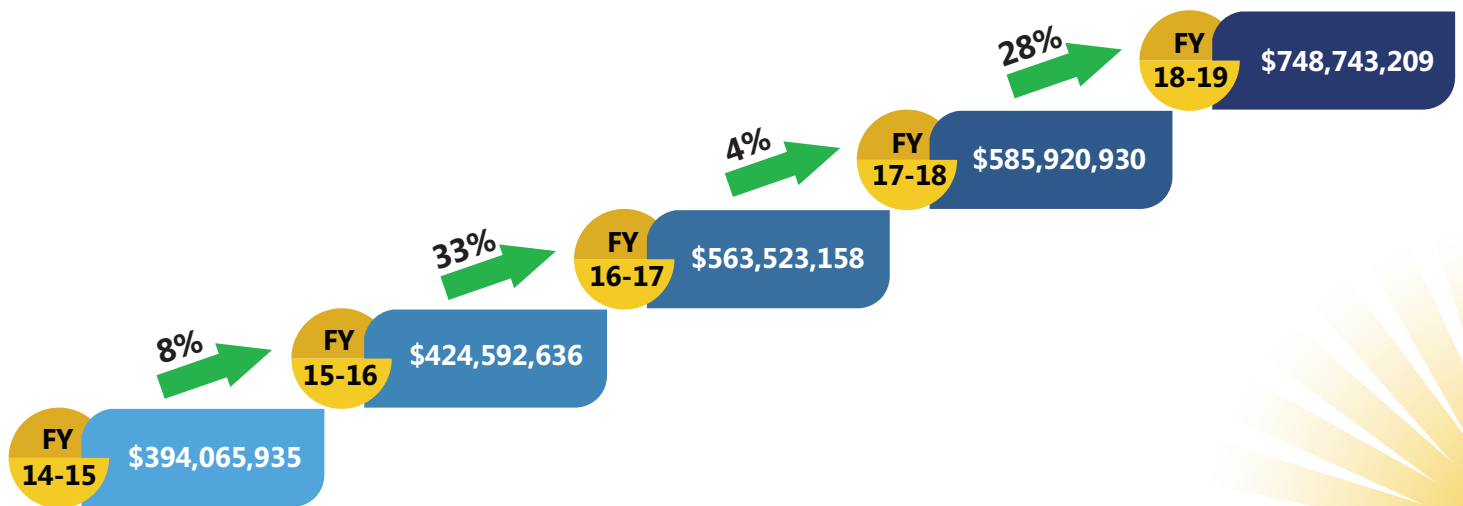 28%
FY
18-19
$748,743,209
4%
FY
17-18
$585,920,930
33%
FY
16-17
$563,523,158
8%
FY
15-16
$424,592,636
FY
14-15
$394,065,935